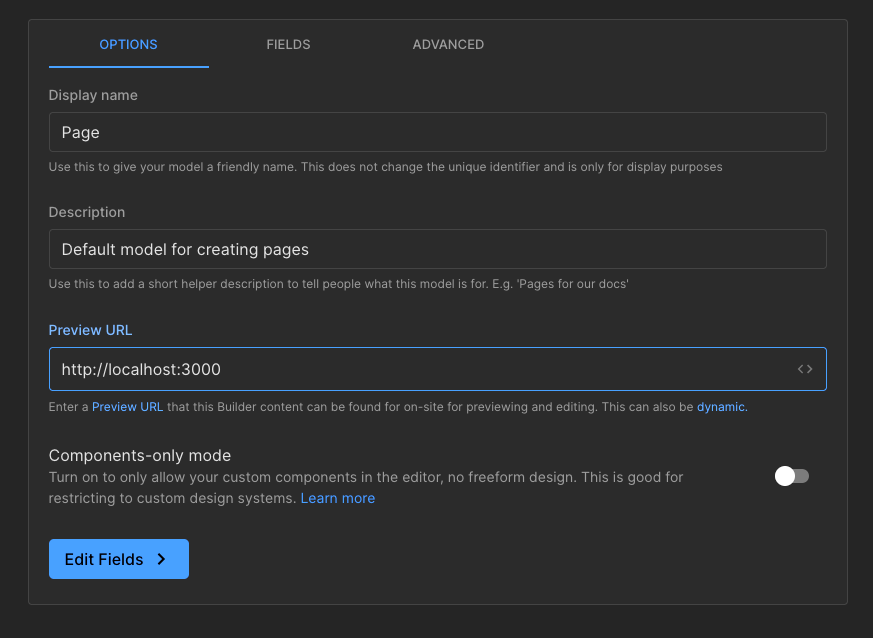 OPTIONS FIELDS ADVANCED
Display name
Page
Use this to give your model a friendly name. This does not change the unique identifier and is only for display purposes
Description
Default model for creating pages
Use this to add a short helper description to tell people what this model is for. E.g. 'Pages for our docs'
Preview URL
http://localhost:3000
Enter a Preview URL that this Builder content can be found for on-site for previewing and editing. This can also be dynamic.
Components-only mode
Turn on to only allow your custom components in the editor, no freeform design. This is good for
restricting to custom design systems. Learn more
Edit Fields